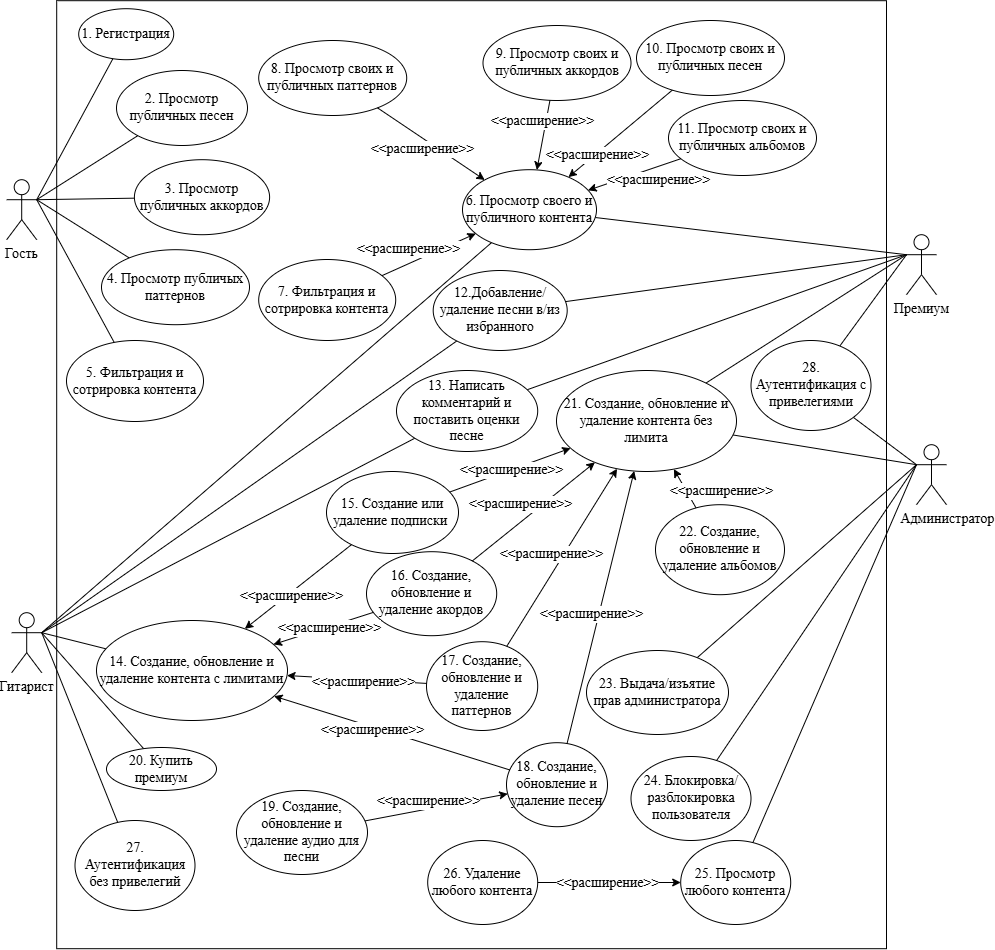 1. Регистрация
2. Просмотр
публичных песен
3. Просмотр
публичных аккордов
4. Просмотр публичых
паттернов
5. Фильтрация и
сотрировка контента
Гость
8. Просмотр своих и
публичных паттернов
9. Просмотр своих и
публичных аккордов
10. Просмотр своих и
публичных песен
11. Просмотр своих и
публичных альбомов
<<расширение>>
<<расширение>>
<<расширение>>
<<расширение>>
6. Просмотр своего и
публичного контента
<<расширение>>
7. Фильтрация и
сотрировка контента
12.Добавление/
удаление песни в/из
избранного
Премиум
13. Написать
комментарий и
поставить оценки
песне
21. Создание, обновление и
удаление контента без
лимита
28.
Аутентификация с
привелегиями
Администратор
<<расширение>>
<<расширение>>
<<расширение>>
<<расширение>>
<<расширение>>
15. Создание или
удаление подписки
22. Создание,
обновление и
удаление альбомов
16. Создание,
обновление и
удаление акордов
<<расширение>>
<<расширение>>
<<расширение>>
<<расширение>>
Гитарист
14. Создание, обновление и
удаление контента с лимитами
17. Создание,
обновление и
удаление
паттернов
23. Выдача/изъятие
прав администратора
20. Купить
премиум
18. Создание,
обновление и
удаление песен
24. Блокировка/
разблокировка
пользователя
19. Создание,
обновление и
удаление аудио для
песни
<<расширение>>
27.
Аутентификация
без привелегий
26. Удаление
любого контента
<<расширение>>
25. Просмотр
любого контента